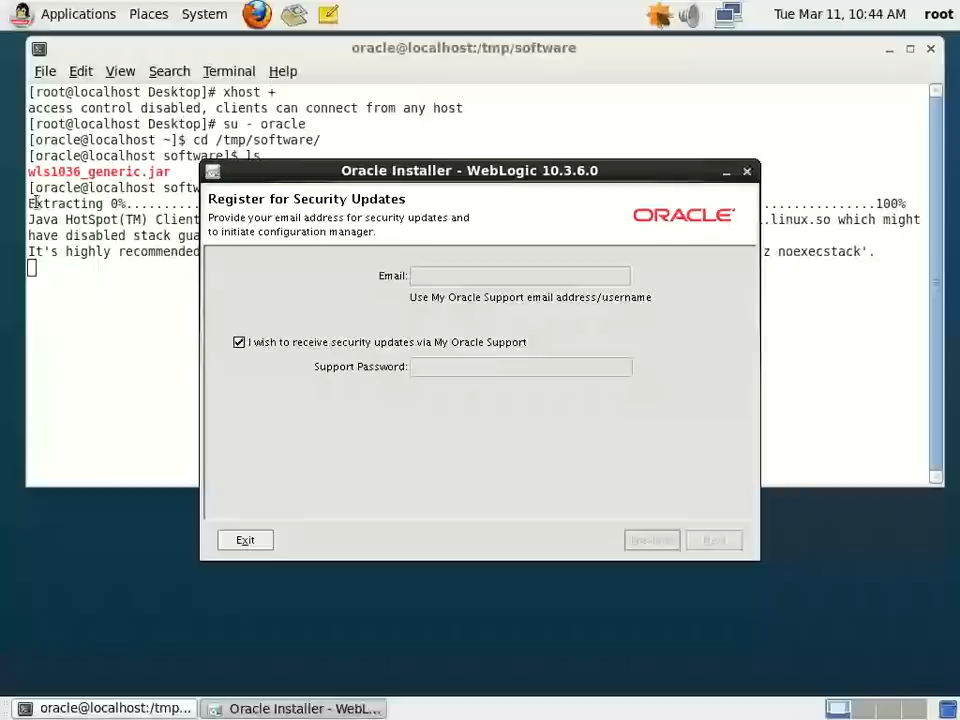 Applications Places System
Tue Mar 11, 10:44 AM root
oracle@localhost:/tmp/software
File Edit View Search Terminal Help
[root@localhost Desktop]# xhost +
access control disabled, clients can connect from any host
[root@localhost Desktop]# su - oracle
[oracle@localhost ~]$ cd /tmp/software/
[oracle@localhost software]$ ls
wls1036_generic.jar
[oracle@localhost softw
Extracting 0%.......................100%
Java HotSpot(TM) Client .linux.so which might
have disabled stack gua
It's highly recommended z noexecstack'.
Oracle Installer - WebLogic 10.3.6.0
Register for Security Updates
Provide your email address for security updates and
to initiate configuration manager.
ORACLE
Email:
Use My Oracle Support email address/username
I wish to receive security updates via My Oracle Support
Support Password:
Exit
Next
oracle@localhost:/tmp...
Oracle Installer - WebL...